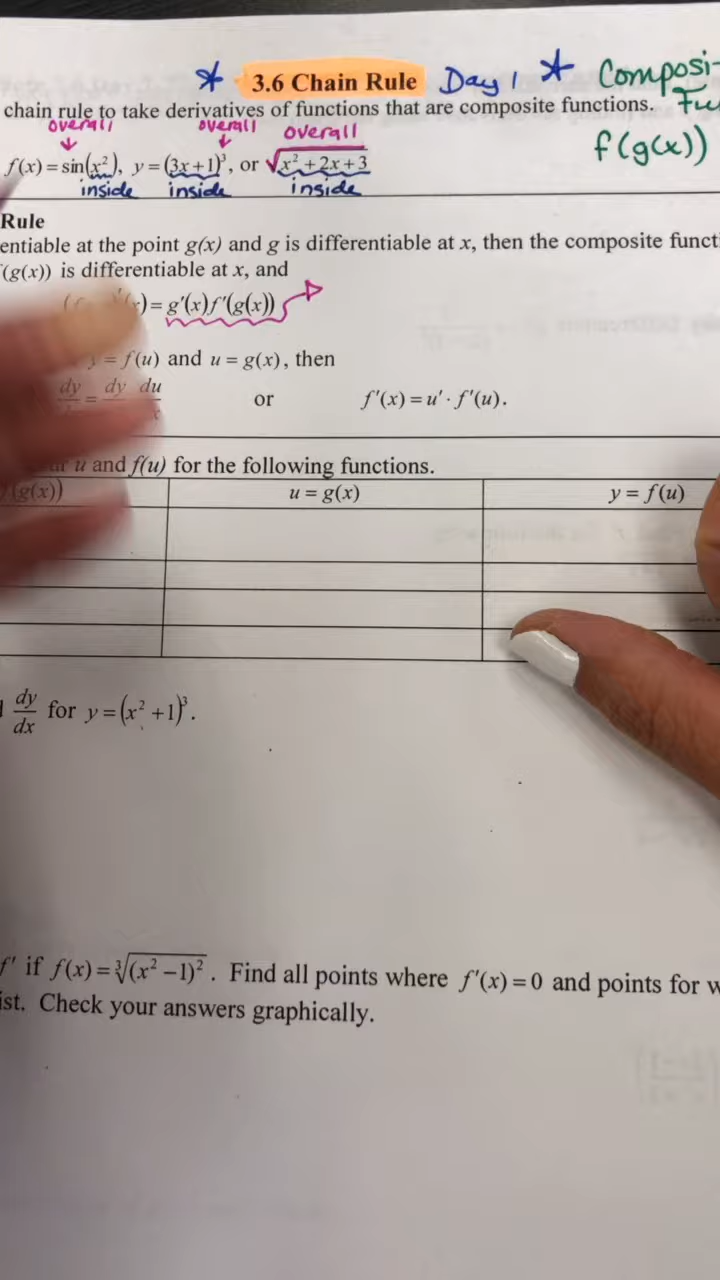 * 3.6 Chain Rule Day 1 * Composi-
chain rule to take derivatives of functions that are composite functions.
overall overall overall f(g(x))
f(x) = sin(x²), y = (3x+1)³, or √x² + 2x + 3
inside inside inside
Rule
entiable at the point g(x) and g is differentiable at x, then the composite functi
(g(x)) is differentiable at x, and
) = g'(x)f'(g(x))
y = f(u) and u = g(x), then
dy = dy du or f'(x) = u' · f'(u).
u and f(u) for the following functions.
(g(x)) u = g(x) y = f(u)
dy/dx for y = (x² + 1)³.
f' if f(x) = ∛(x² − 1)². Find all points where f'(x) = 0 and points for w
ist. Check your answers graphically.